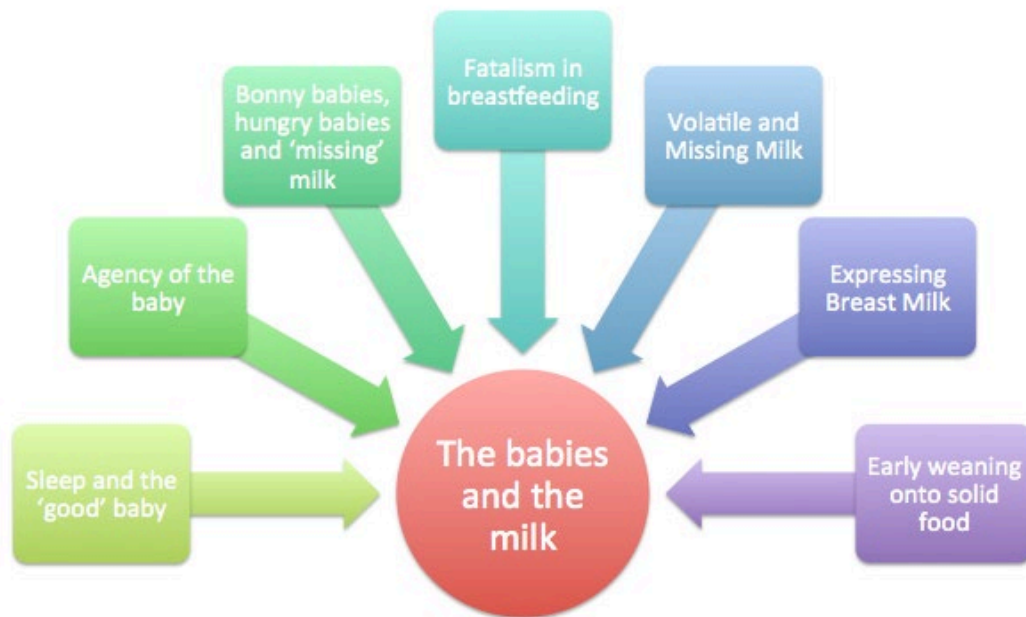 Fatalism in
breastfeeding
Bonny babies,
hungry babies
and ‘missing’
milk
Volatile and
Missing Milk
Agency of the
baby
Expressing
Breast Milk
Sleep and the
‘good’ baby
The babies
and the
milk
Early weaning
onto solid
food